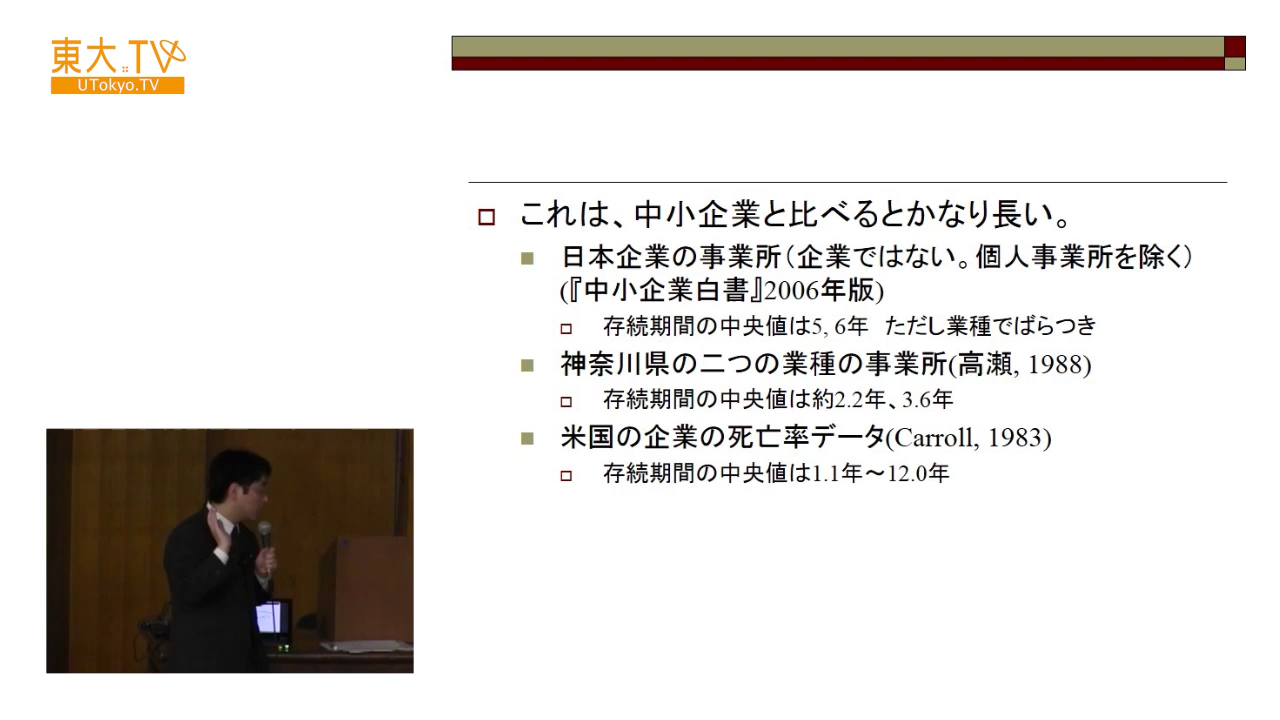 東大.TV
UTokyo.TV
これは、中小企業と比べるとかなり長い。
日本企業の事業所(企業ではない。個人事業所を除く)
(『中小企業白書』2006年版)
存続期間の中央値は5, 6年 ただし業種でばらつき
神奈川県の二つの業種の事業所(高瀬, 1988)
存続期間の中央値は約2.2年、3.6年
米国の企業の死亡率データ(Carroll, 1983)
存続期間の中央値は1.1年～12.0年